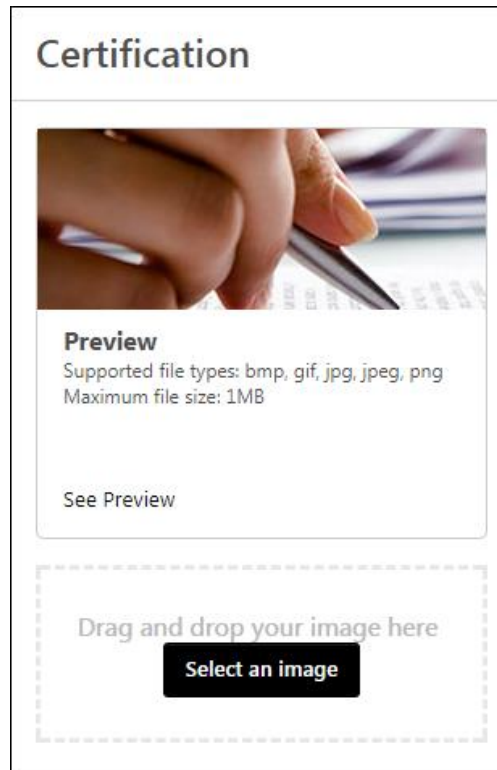 Certification
Preview
Supported file types: bmp, gif, jpg, jpeg, png
Maximum file size: 1MB
See Preview
Drag and drop your image here
Select an image